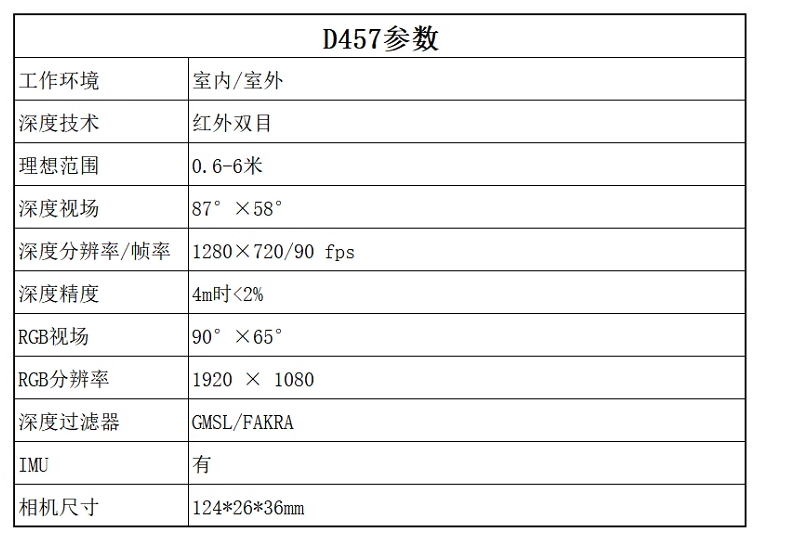 D457参数
工作环境 室内/室外
深度技术 红外双目
理想范围 0.6-6米
深度视场 87° ×58°
深度分辨率/帧率 1280×720/90 fps
深度精度 4m时<2%
RGB视场 90° ×65°
RGB分辨率 1920 × 1080
深度过滤器 GMSL/FAKRA
IMU 有
相机尺寸 124*26*36mm